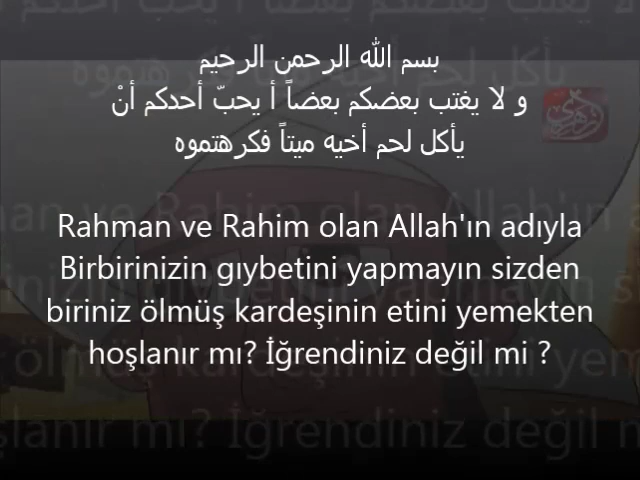 بسم الله الرحمن الرحيم
و لا يغتب بعضكم بعضاً أ يحبّ أحدكم أنْ
يأكل لحم أخيه ميتاً فكرهتموه
Rahman ve Rahim olan Allah'ın adıyla
Birbirinizin gıybetini yapmayın sizden
biriniz ölmüş kardeşinin etini yemekten
hoşlanır mı? İğrendiniz değil mi ?